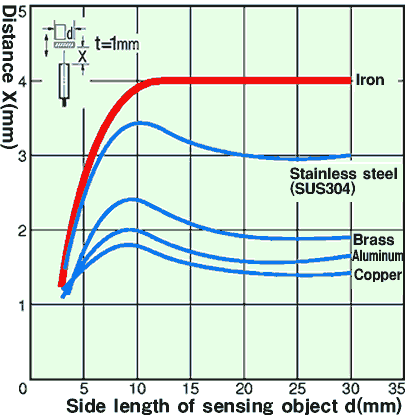 Distance X(mm)
5
4
3
2
1
0
d
t=1mm
X
Iron
Stainless steel
(SUS304)
Brass
Aluminum
Copper
5 10 15 20 25 30 35
Side length of sensing object d(mm)